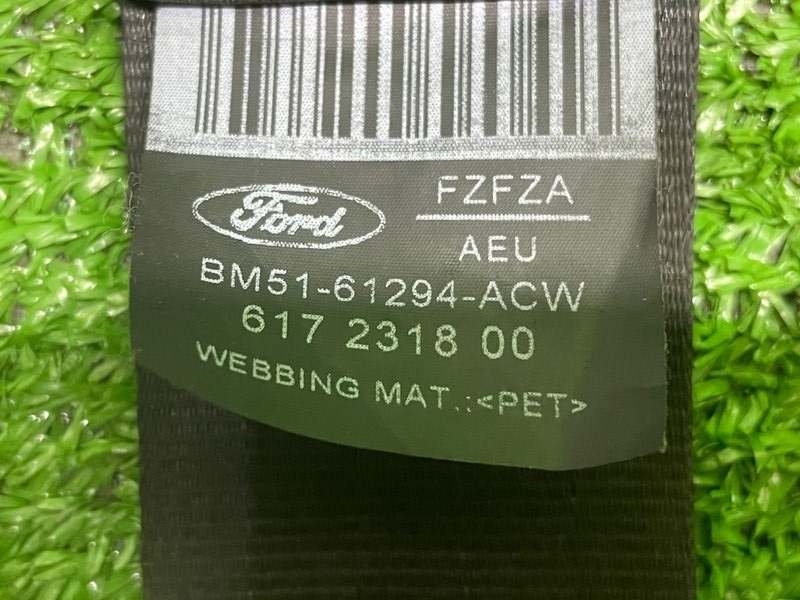 Ford
FZFZA
AEU
BM51-61294-ACW
617 2318 00
WEBBING MAT.:<PET>